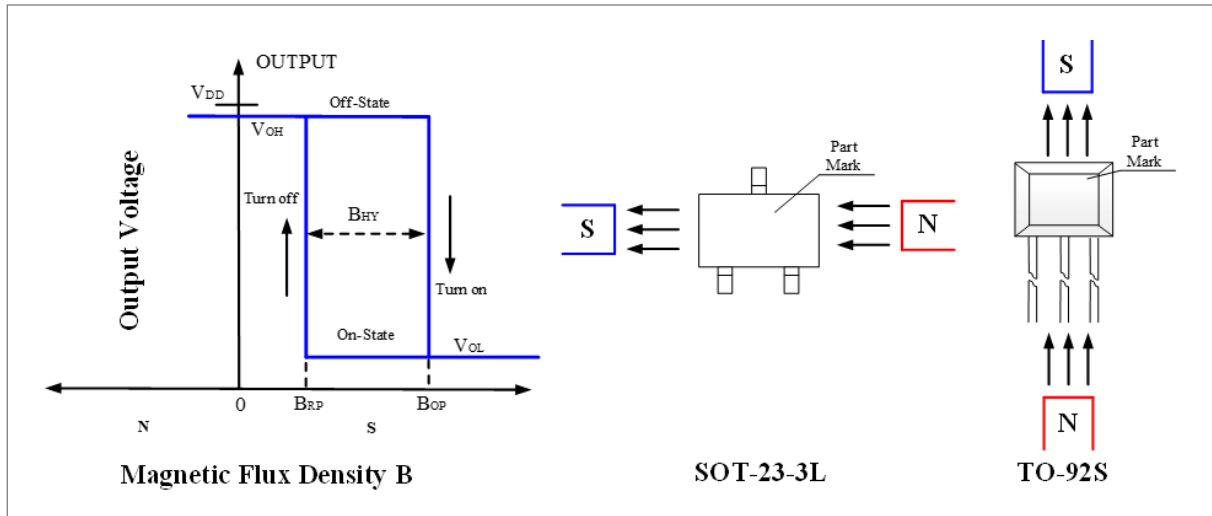 OUTPUT
VDD
Off-State
VOH
Turn off
BHY
Turn on
On-State
VOL
Output Voltage
0
BRP
BOP
N
S
Magnetic Flux Density B
Part
Mark
S
N
SOT-23-3L
S
Part
Mark
N
TO-92S